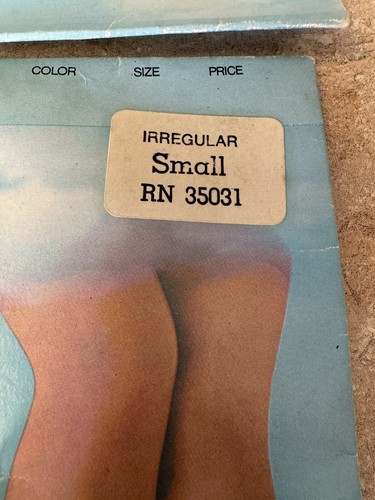 COLOR SIZE PRICE
IRREGULAR
Small
RN 35031